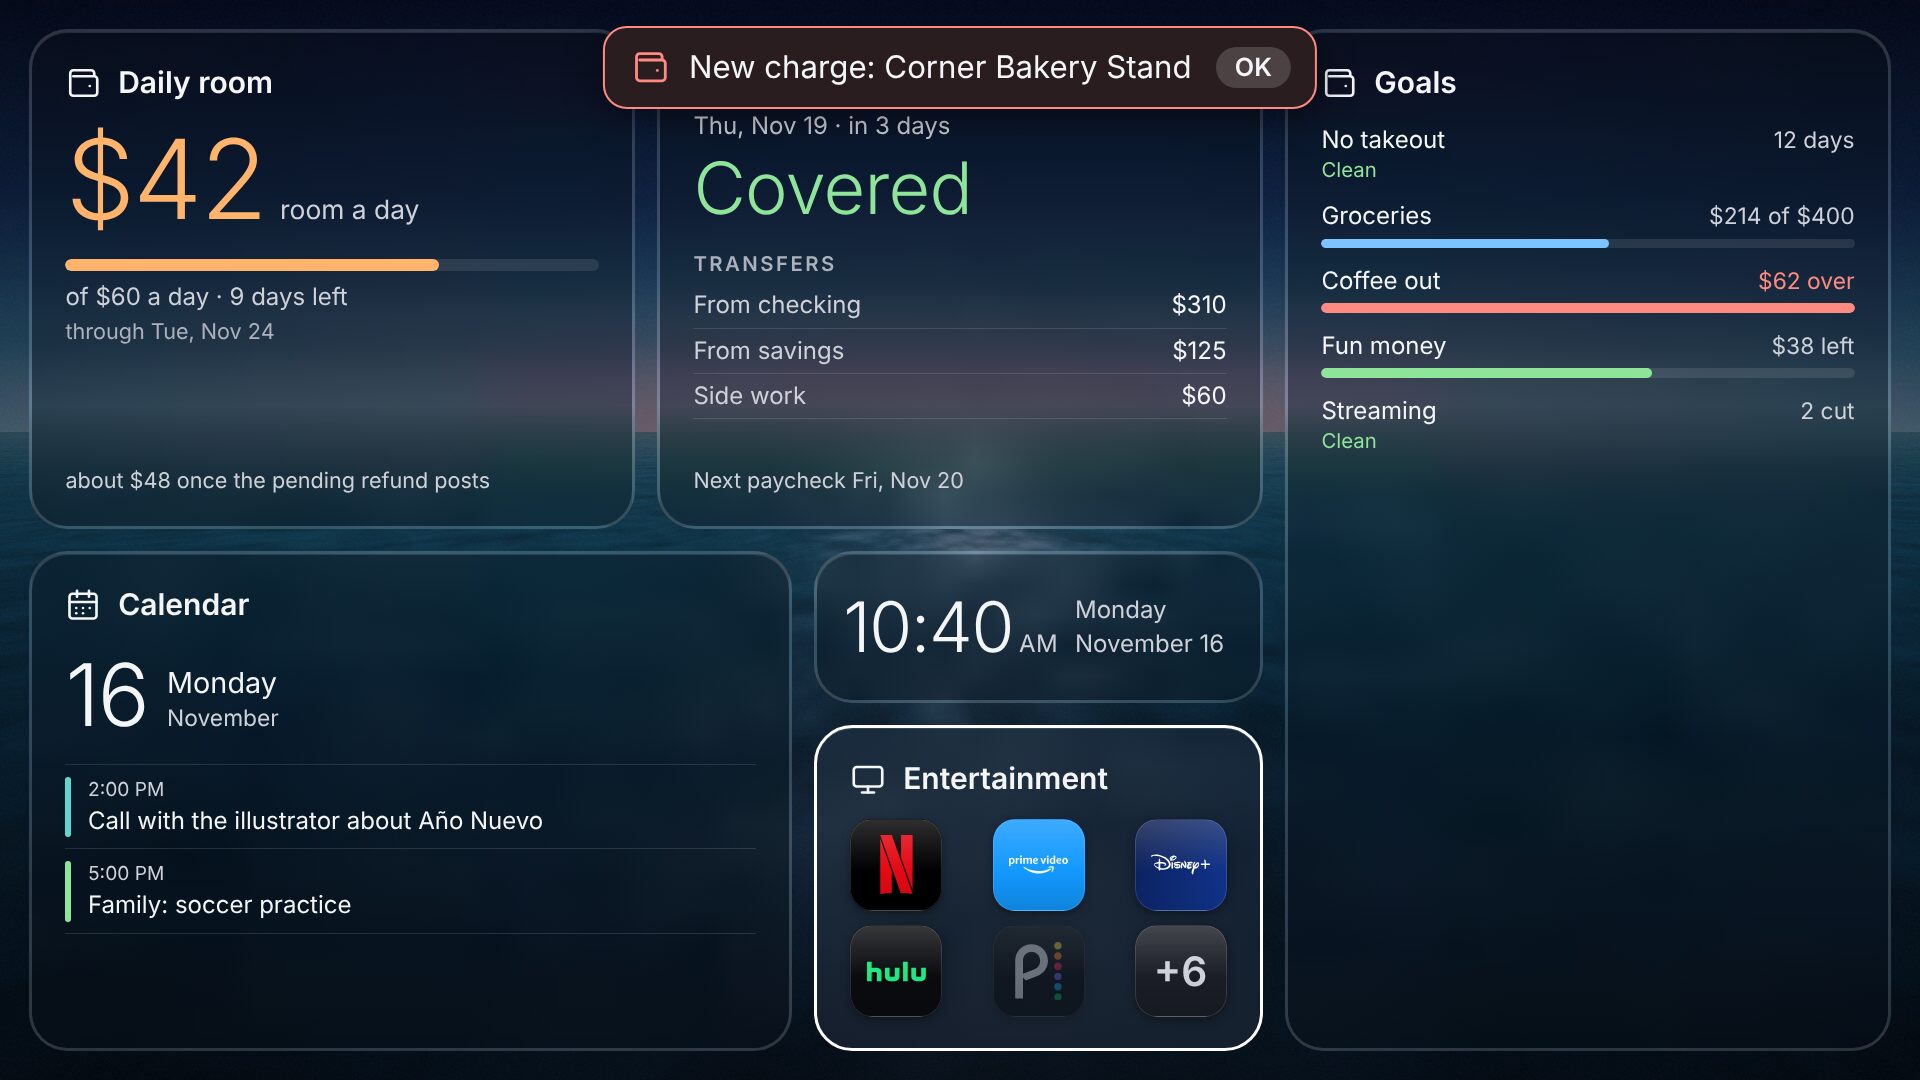 New charge: Corner Bakery Stand
OK
Daily room
$42 room a day
of $60 a day · 9 days left
through Tue, Nov 24
about $48 once the pending refund posts
Thu, Nov 19 · in 3 days
Covered
TRANSFERS
From checking $310
From savings $125
Side work $60
Next paycheck Fri, Nov 20
Goals
No takeout 12 days
Clean
Groceries $214 of $400
Coffee out $62 over
Fun money $38 left
Streaming 2 cut
Clean
Calendar
16
Monday
November
2:00 PM
Call with the illustrator about Año Nuevo
5:00 PM
Family: soccer practice
10:40 AM
Monday
November 16
Entertainment
N
prime video
Disney+
hulu
P
+6